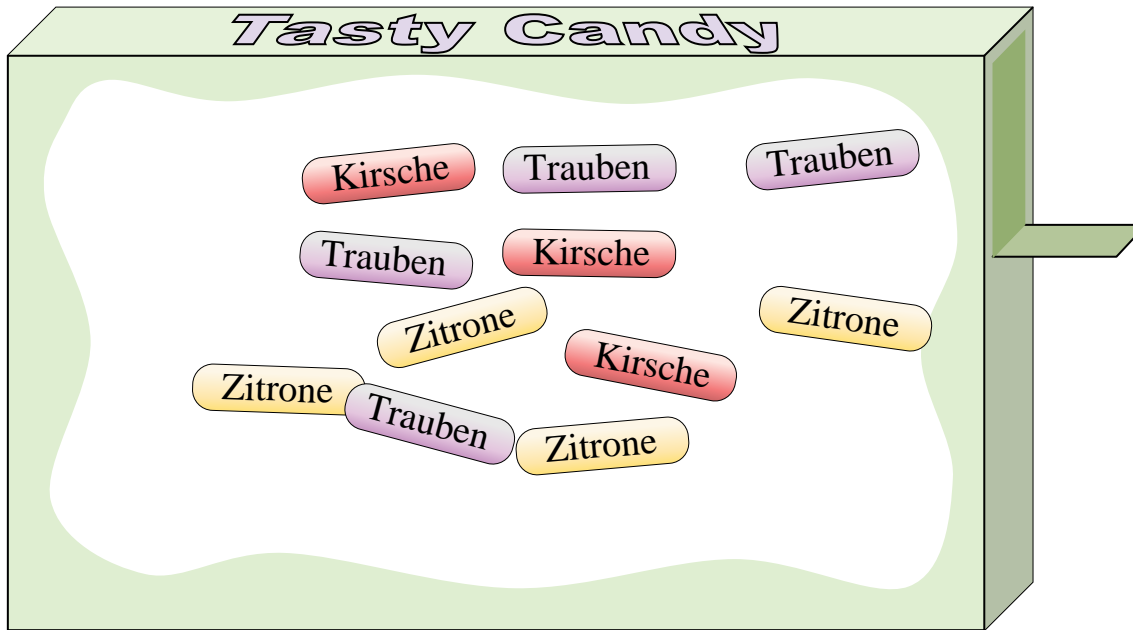 Tasty Candy
Kirsche
Trauben
Trauben
Trauben
Kirsche
Zitrone
Zitrone
Kirsche
Zitrone
Trauben
Zitrone